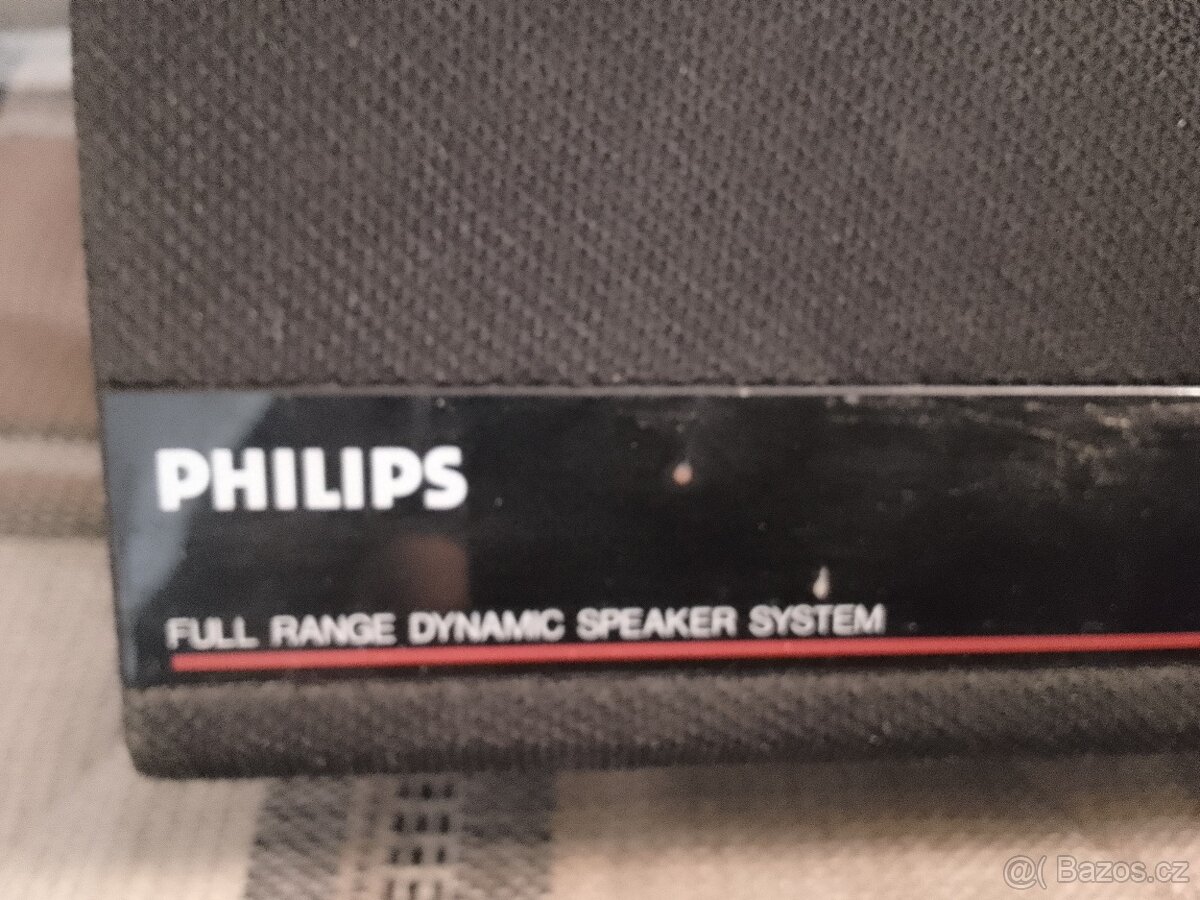 PHILIPS
FULL RANGE DYNAMIC SPEAKER SYSTEM
@( Bazos.cz